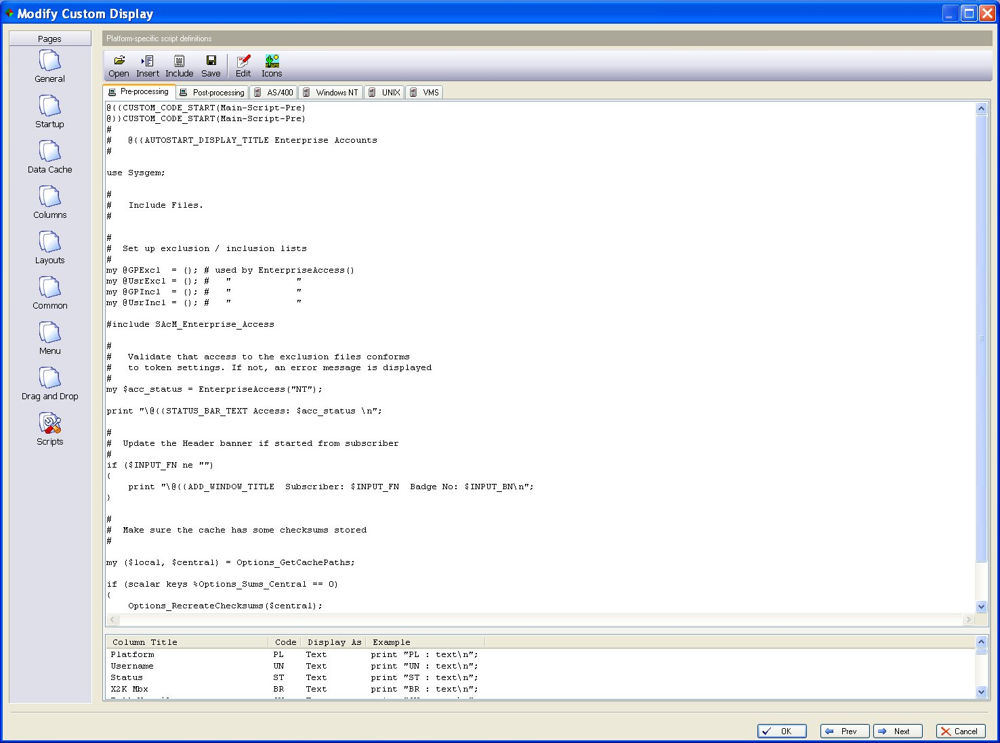 Modify Custom Display
Pages
General
Startup
Data Cache
Columns
Layouts
Common
Menu
Drag and Drop
Scripts
Platform-specific script definitions
Open Insert Include Save Edit Icons
Pre-processing Post-processing AS/400 Windows NT UNIX VMS
@{{CUSTOM_CODE_START(Main-Script-Pre)
@}}CUSTOM_CODE_START(Main-Script-Pre)
#
#   @{{AUTOSTART_DISPLAY_TITLE Enterprise Accounts
#
use Sysgem;
#
#   Include Files.
#
#
#  Set up exclusion / inclusion lists
#
my @GPExcl  = (); # used by EnterpriseAccess()
my @UsrExcl = (); #   "            "
my @GPIncl  = (); #   "            "
my @UsrIncl = (); #   "            "
#include SAcM_Enterprise_Access
#
#   Validate that access to the exclusion files conforms
#   to token settings. If not, an error message is displayed
#
my $acc_status = EnterpriseAccess("NT");
print "\@{{STATUS_BAR_TEXT Access: $acc_status \n";
#
#  Update the Header banner if started from subscriber
#
if ($INPUT_FN ne "")
{
    print "\@{{ADD_WINDOW_TITLE  Subscriber: $INPUT_FN  Badge No: $INPUT_BN\n";
}
#
#  Make sure the cache has some checksums stored
#
my ($local, $central) = Options_GetCachePaths;
if (scalar keys %Options_Sums_Central == 0)
{
    Options_RecreateChecksums($central);
Column Title Code Display As Example
Platform PL Text print "PL : text\n";
Username UN Text print "UN : text\n";
Status ST Text print "ST : text\n";
X2K Mbx BR Text print "BR : text\n";
OK Prev Next Cancel